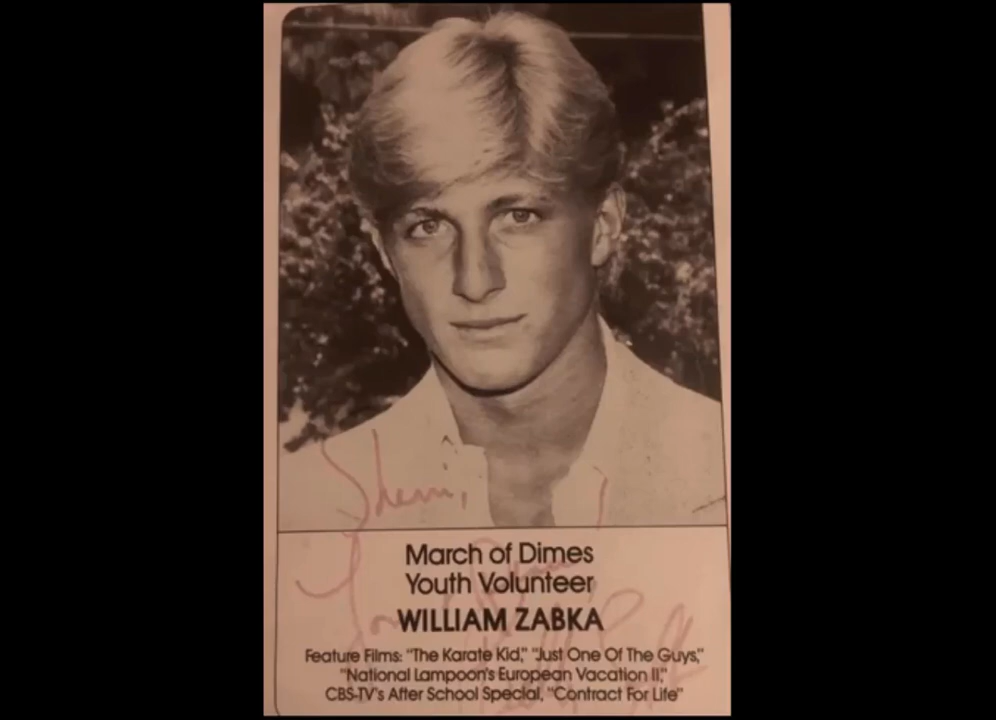 Sherri,
March of Dimes
Youth Volunteer
WILLIAM ZABKA
Feature Films: "The Karate Kid," "Just One Of The Guys,"
"National Lampoon's European Vacation II,"
CBS-TV's After School Special, "Contract For Life"